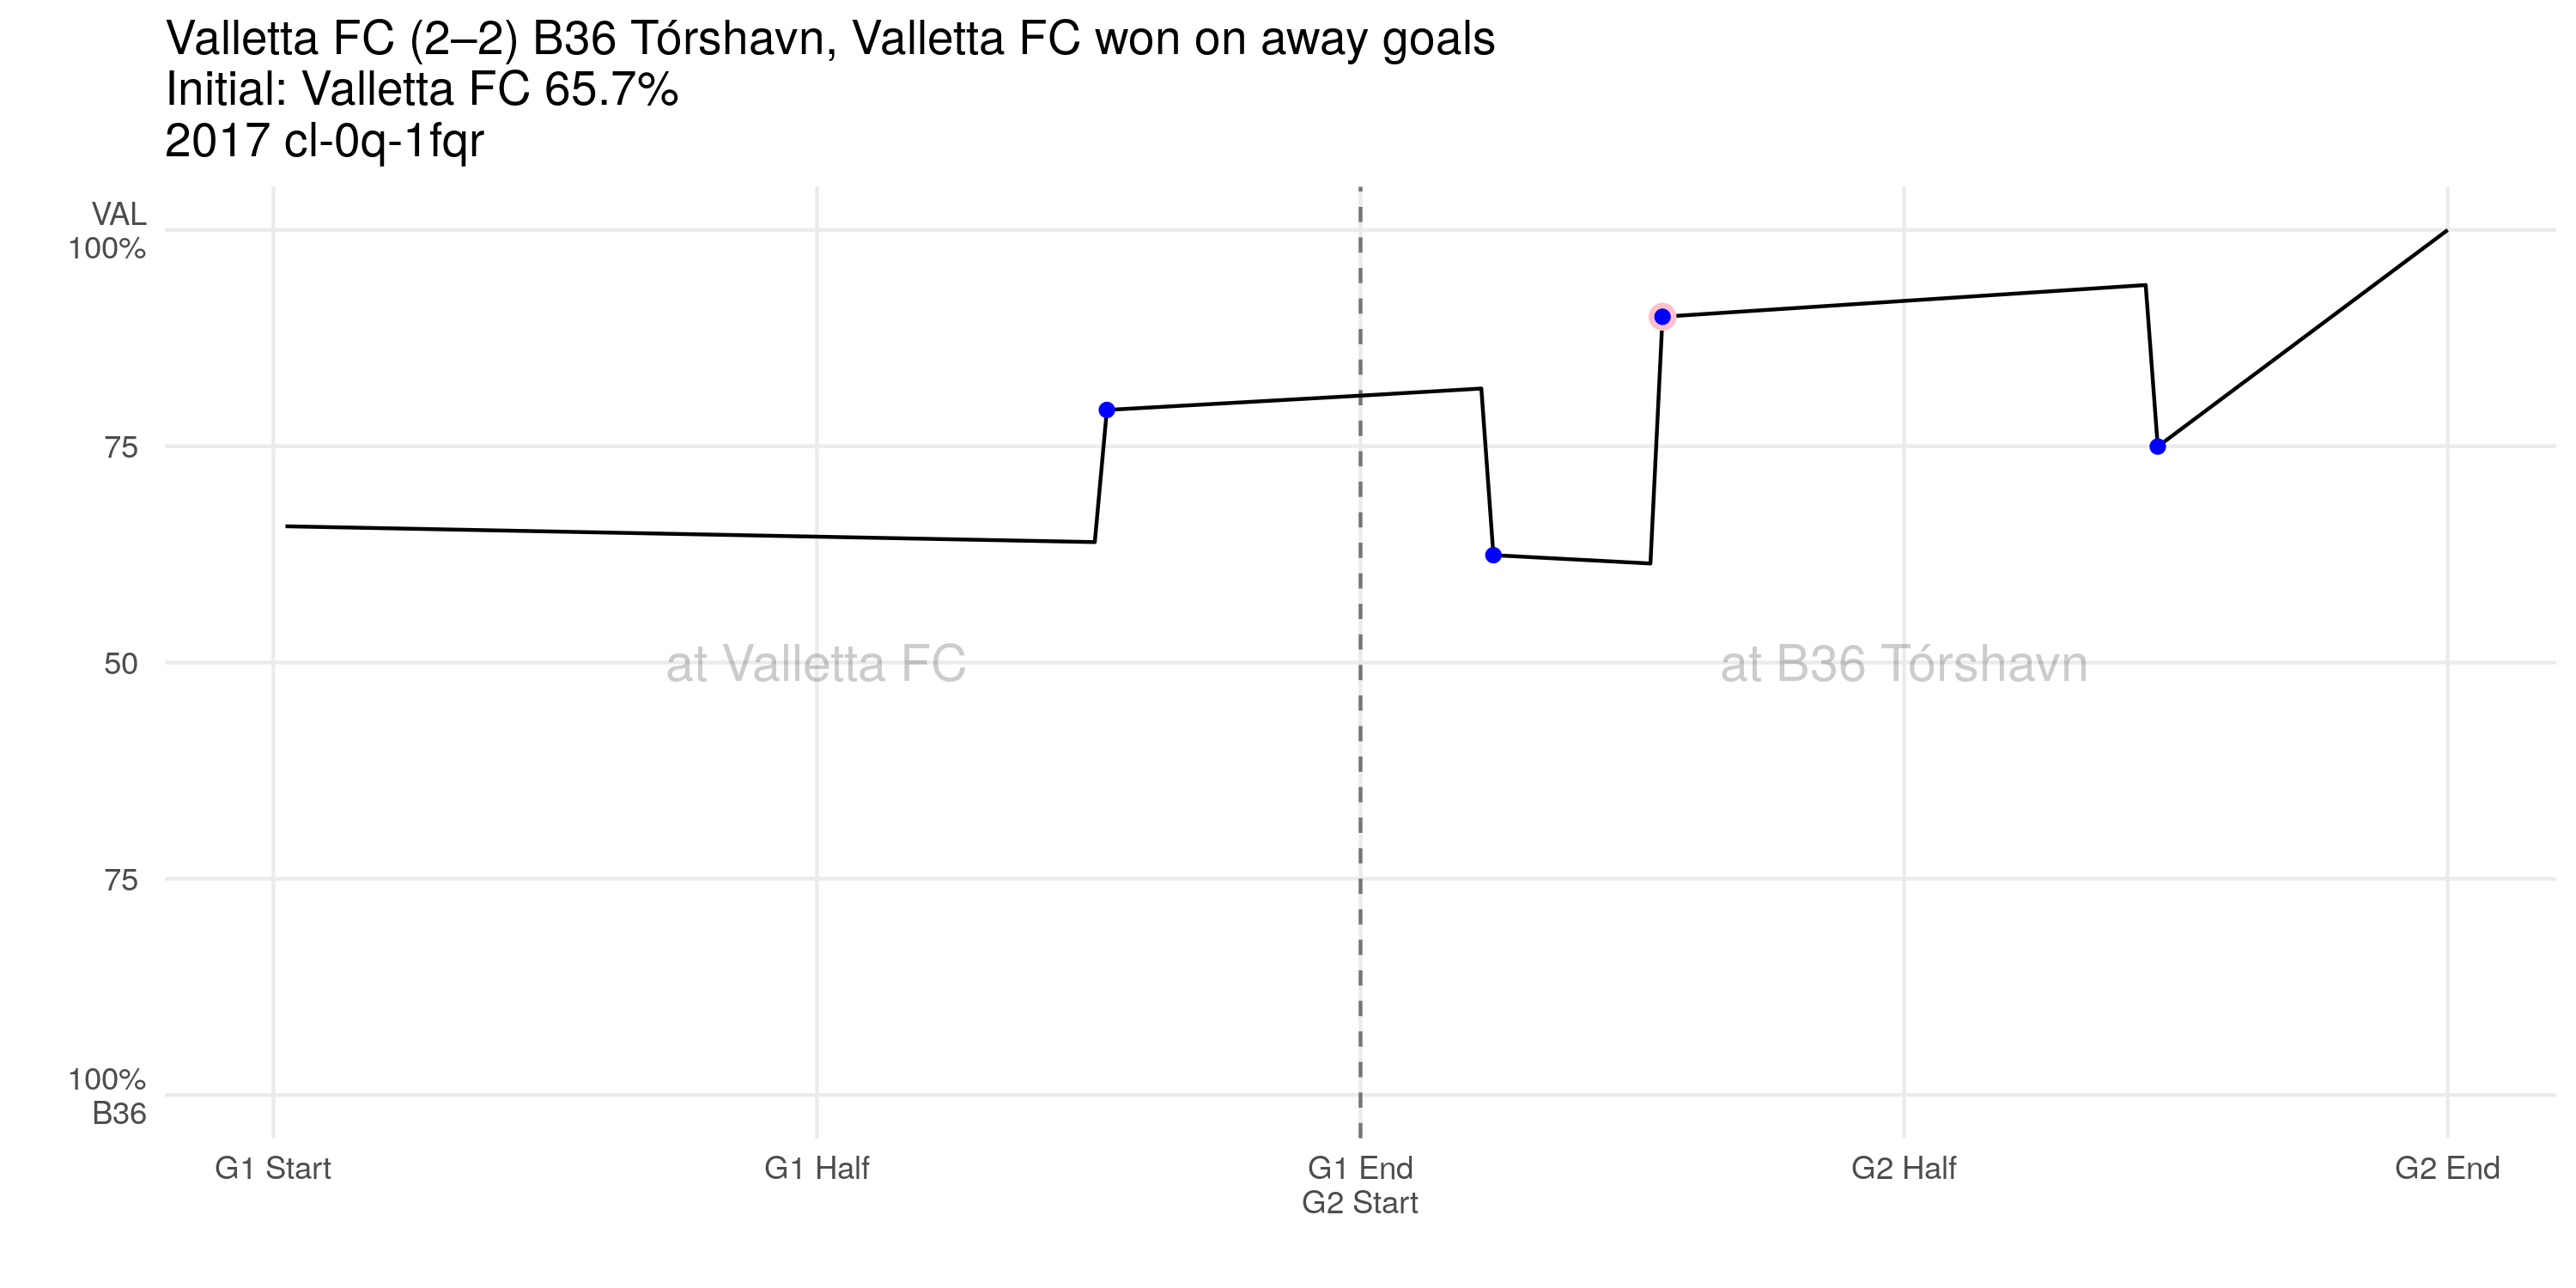 Valletta FC (2–2) B36 Tórshavn, Valletta FC won on away goals
Initial: Valletta FC 65.7%
2017 cl-0q-1fqr
VAL
100%
75
50
75
100%
B36
at Valletta FC
at B36 Tórshavn
G1 Start
G1 Half
G1 End
G2 Start
G2 Half
G2 End